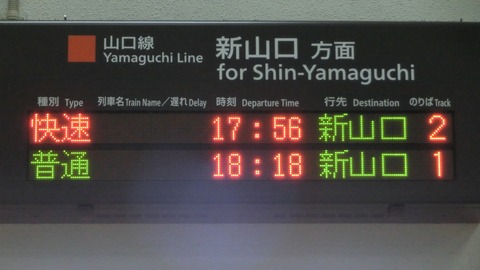 山口線 新山口 方面
Yamaguchi Line for Shin-Yamaguchi
種別 Type 列車名 Train Name／遅れ Delay 時刻 Departure Time 行先 Destination のりば Track
快速 17:56 新山口 2
普通 18:18 新山口 1